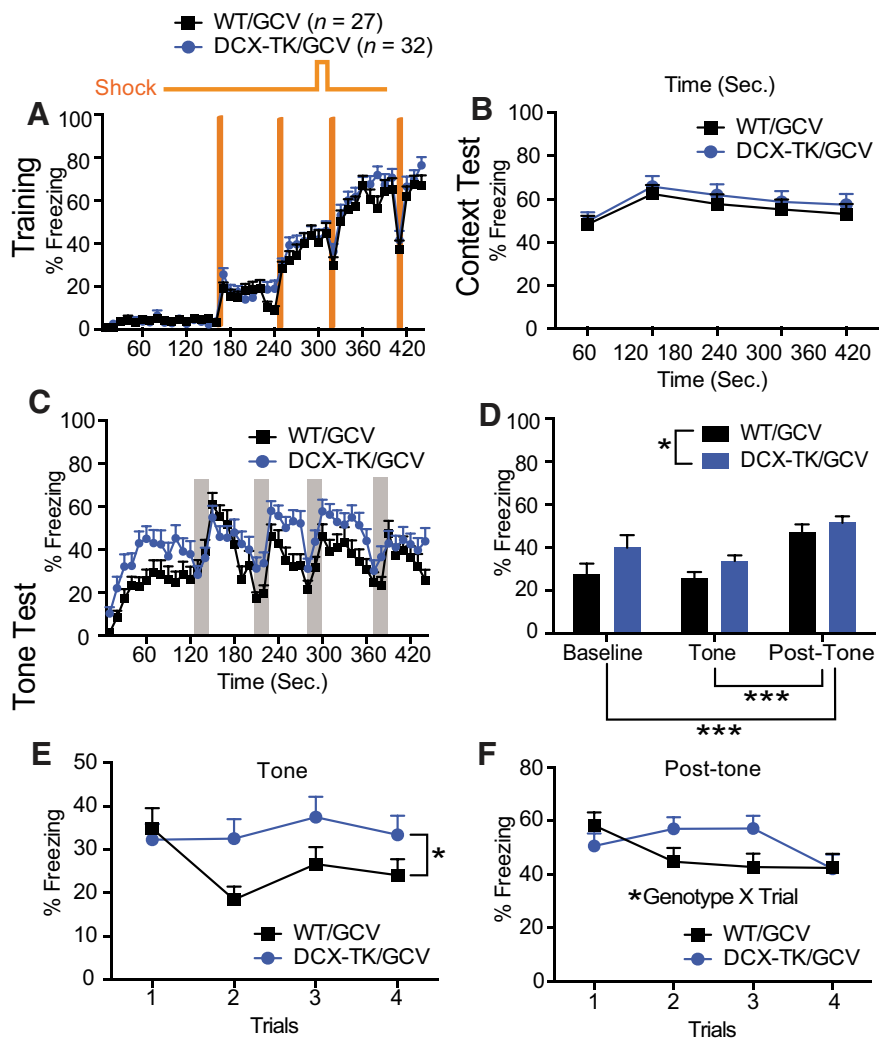 WT/GCV (n = 27)
DCX-TK/GCV (n = 32)
Shock
A
Training
% Freezing
100
80
60
40
20
0
60 120 180 240 300 360 420
B
Time (Sec.)
WT/GCV
DCX-TK/GCV
Context Test
% Freezing
100
80
60
40
20
0
60 120 180 240 300 360 420
Time (Sec.)
C
WT/GCV
DCX-TK/GCV
Tone Test
% Freezing
100
80
60
40
20
0
60 120 180 240 300 360 420
Time (Sec.)
D
* WT/GCV
DCX-TK/GCV
% Freezing
100
80
60
40
20
0
Baseline Tone Post-Tone
***
***
E
Tone
% Freezing
50
40
30
20
10
0
*
WT/GCV
DCX-TK/GCV
1 2 3 4
Trials
F
Post-tone
% Freezing
80
60
40
20
0
*Genotype X Trial
WT/GCV
DCX-TK/GCV
1 2 3 4
Trials